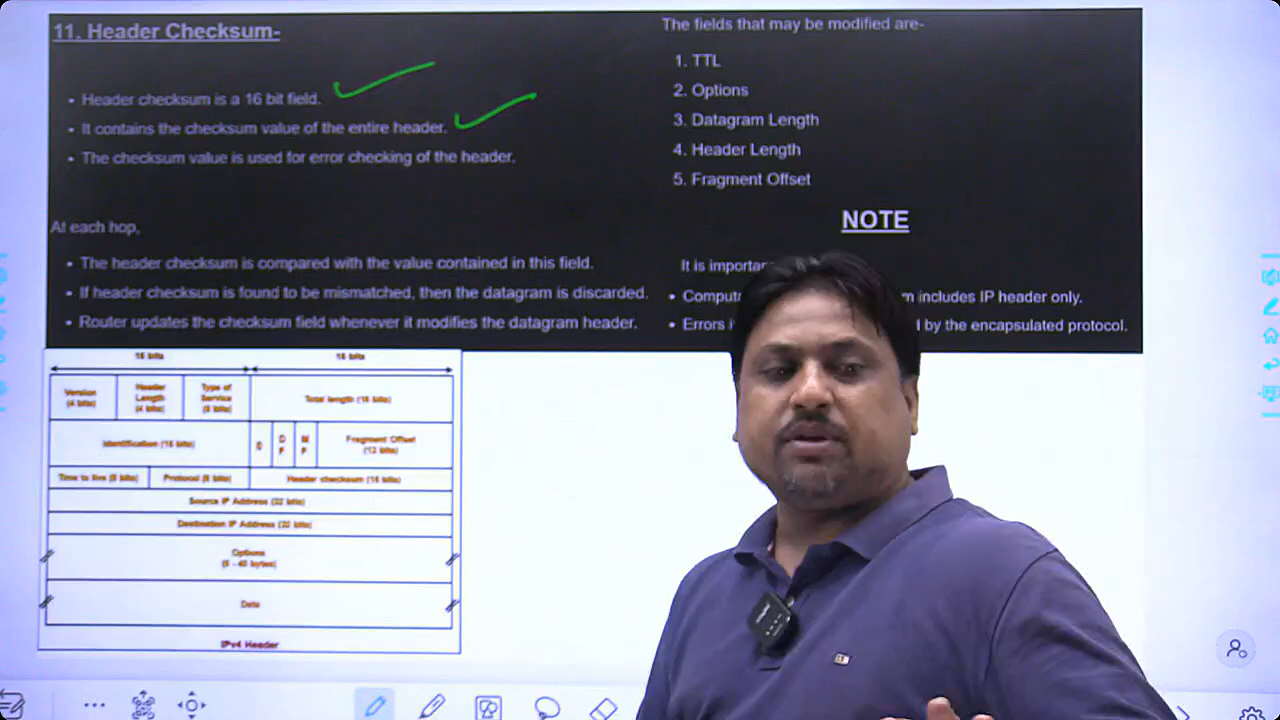 11. Header Checksum-
• Header checksum is a 16 bit field.
• It contains the checksum value of the entire header.
• The checksum value is used for error checking of the header.
At each hop,
• The header checksum is compared with the value contained in this field.
• If header checksum is found to be mismatched, then the datagram is discarded.
• Router updates the checksum field whenever it modifies the datagram header.
The fields that may be modified are-
1. TTL
2. Options
3. Datagram Length
4. Header Length
5. Fragment Offset
NOTE
It is
• includes IP header only.
• Errors by the encapsulated protocol.
16 bits 16 bits
Version (4 bits) Header Length (4 bits) Type of Service (8 bits) Total length (16 bits)
Identification (16 bits) 0 D F M F Fragment Offset (13 bits)
Time to live (8 bits) Protocol (8 bits) Header checksum (16 bits)
Source IP Address (32 bits)
Destination IP Address (32 bits)
Options
(0 - 40 bytes)
Data
IPv4 Header